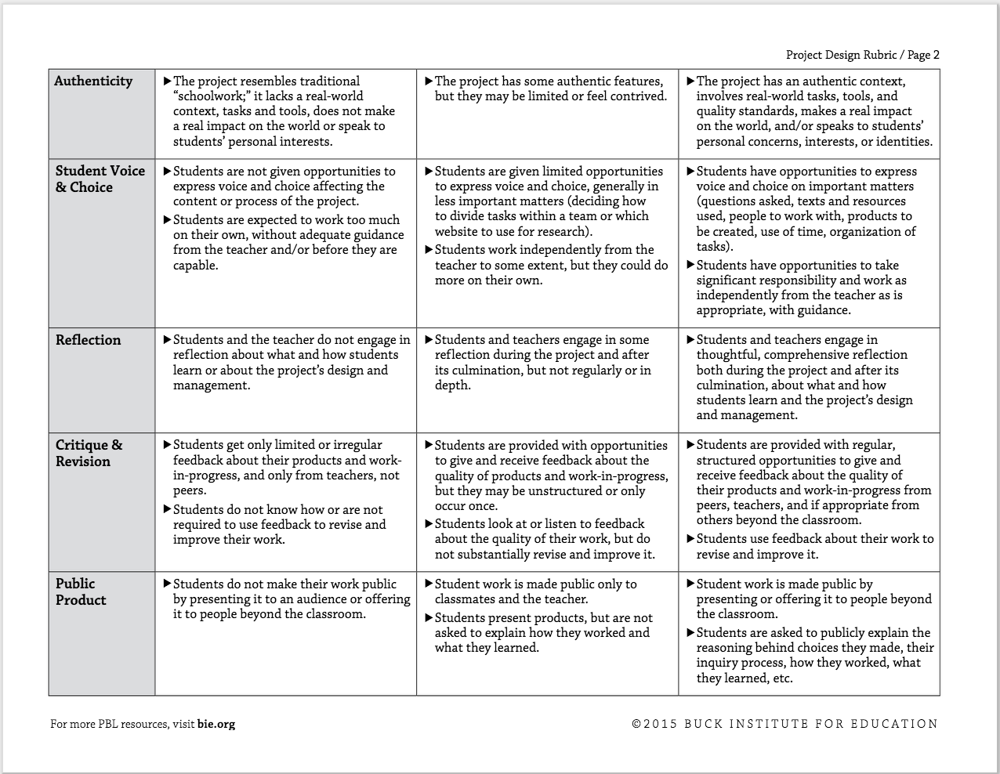 Project Design Rubric / Page 2
Authenticity
▶The project resembles traditional
“schoolwork;” it lacks a real-world
context, tasks and tools, does not make
a real impact on the world or speak to
students’ personal interests.
▶The project has some authentic features,
but they may be limited or feel contrived.
▶The project has an authentic context,
involves real-world tasks, tools, and
quality standards, makes a real impact
on the world, and/or speaks to students’
personal concerns, interests, or identities.
Student Voice
& Choice
▶Students are not given opportunities to
express voice and choice affecting the
content or process of the project.
▶Students are expected to work too much
on their own, without adequate guidance
from the teacher and/or before they are
capable.
▶Students are given limited opportunities
to express voice and choice, generally in
less important matters (deciding how
to divide tasks within a team or which
website to use for research).
▶Students work independently from the
teacher to some extent, but they could do
more on their own.
▶Students have opportunities to express
voice and choice on important matters
(questions asked, texts and resources
used, people to work with, products to
be created, use of time, organization of
tasks).
▶Students have opportunities to take
significant responsibility and work as
independently from the teacher as is
appropriate, with guidance.
Reflection
▶Students and the teacher do not engage in
reflection about what and how students
learn or about the project’s design and
management.
▶Students and teachers engage in some
reflection during the project and after
its culmination, but not regularly or in
depth.
▶Students and teachers engage in
thoughtful, comprehensive reflection
both during the project and after its
culmination, about what and how
students learn and the project’s design
and management.
Critique &
Revision
▶Students get only limited or irregular
feedback about their products and work-
in-progress, and only from teachers, not
peers.
▶Students do not know how or are not
required to use feedback to revise and
improve their work.
▶Students are provided with opportunities
to give and receive feedback about the
quality of products and work-in-progress,
but they may be unstructured or only
occur once.
▶Students look at or listen to feedback
about the quality of their work, but do
not substantially revise and improve it.
▶Students are provided with regular,
structured opportunities to give and
receive feedback about the quality of
their products and work-in-progress from
peers, teachers, and if appropriate from
others beyond the classroom.
▶Students use feedback about their work to
revise and improve it.
Public
Product
▶Students do not make their work public
by presenting it to an audience or offering
it to people beyond the classroom.
▶Student work is made public only to
classmates and the teacher.
▶Students present products, but are not
asked to explain how they worked and
what they learned.
▶Student work is made public by
presenting or offering it to people beyond
the classroom.
▶Students are asked to publicly explain the
reasoning behind choices they made, their
inquiry process, how they worked, what
they learned, etc.
For more PBL resources, visit bie.org
©2015 BUCK INSTITUTE FOR EDUCATION